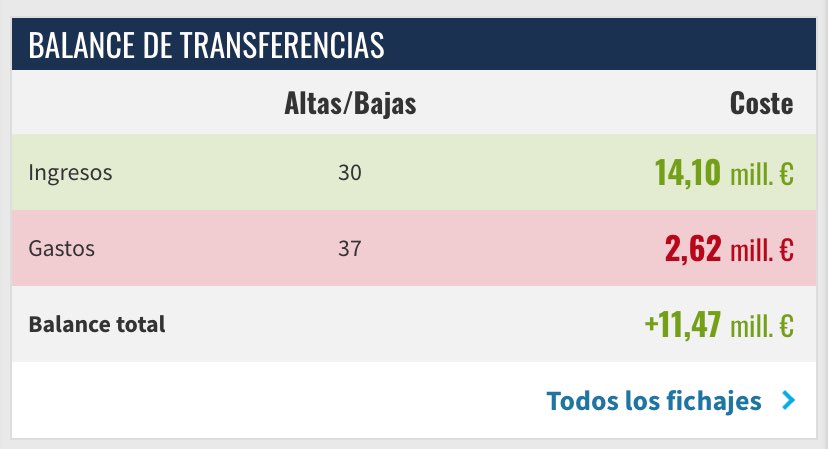 BALANCE DE TRANSFERENCIAS
Altas/Bajas Coste
Ingresos 30 14,10 mill. €
Gastos 37 2,62 mill. €
Balance total +11,47 mill. €
Todos los fichajes